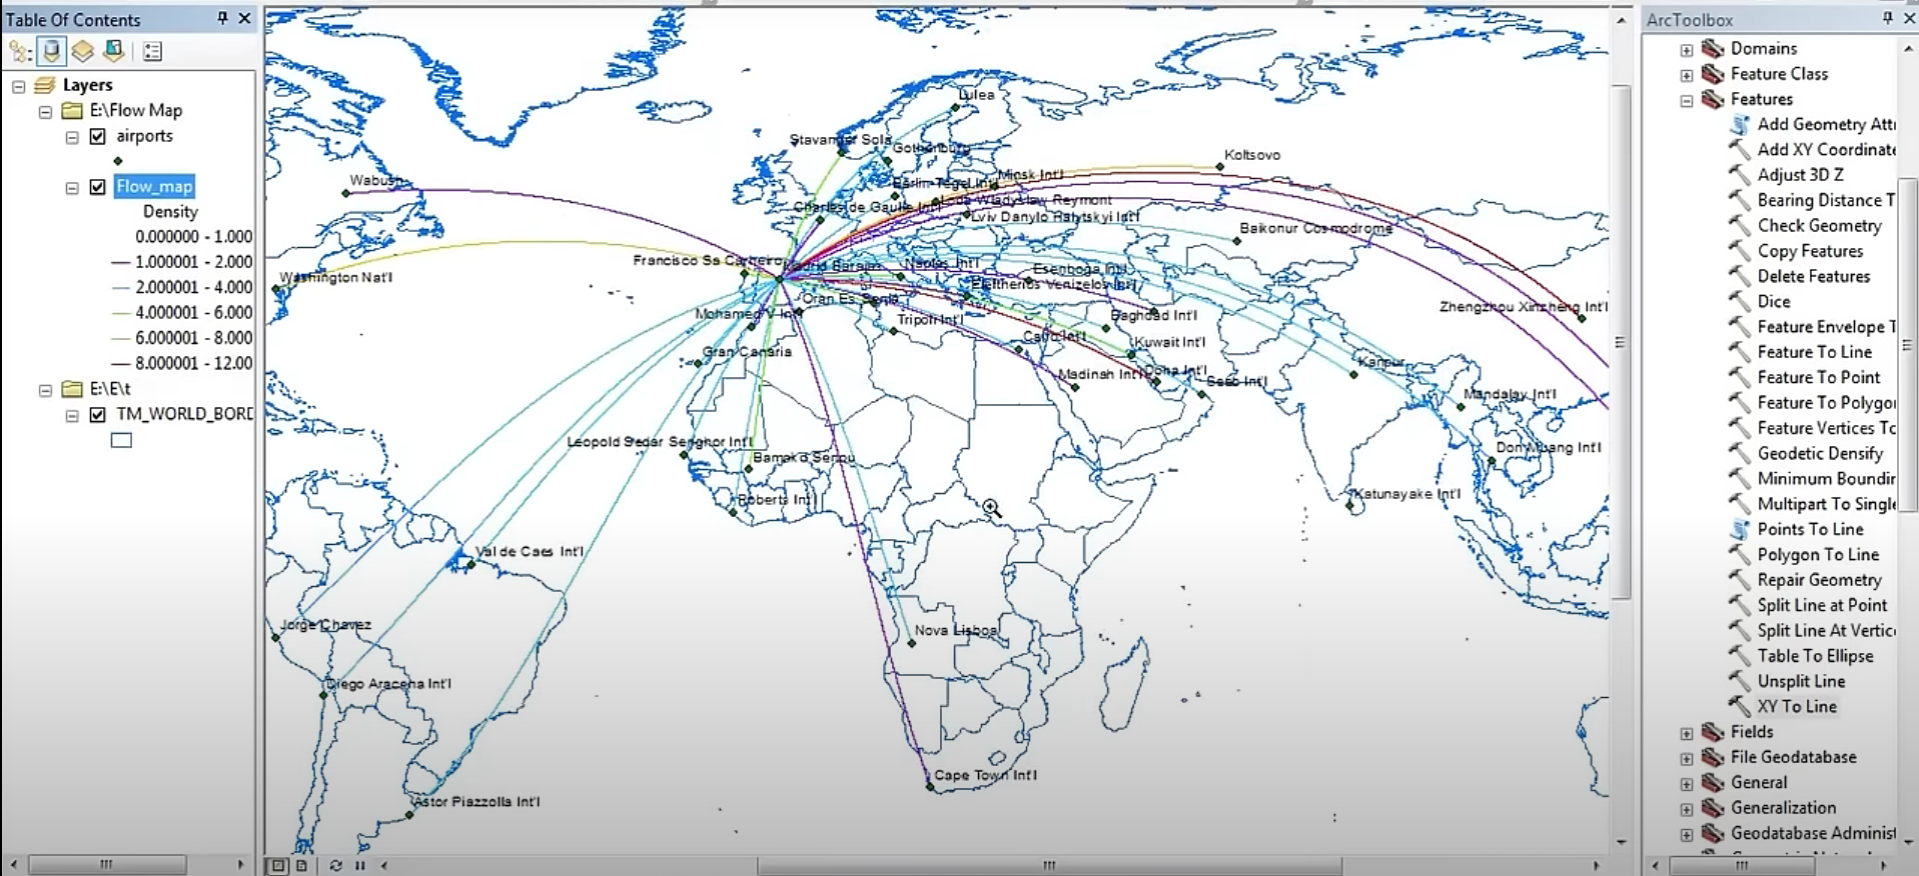 Table Of Contents
Layers
E:\Flow Map
airports
Flow_map
Density
0.000000 - 1.000
1.000001 - 2.000
2.000001 - 4.000
4.000001 - 6.000
6.000001 - 8.000
8.000001 - 12.00
E:\E\t
TM_WORLD_BORD
Lulea
Stavanger Sola
Gothenburg
Koltsovo
Wabush
Minsk Int'l
Berlin-Tegel Int'l
Lodz Wladyslaw Reymont
Charles de Gaulle Int'l
Lviv Danylo Halytskyi Int'l
Baikonur Cosmodrome
Francisco Sa Carneiro
Madrid Barajas
Naples Int'l
Esenboga Int'l
Washington Nat'l
Eleftherios Venizelos Int'l
Oran Es Senia
Zhengzhou Xinzheng Int'l
Mohamed V Int'l
Tripoli Int'l
Baghdad Int'l
Cairo Int'l
Kuwait Int'l
Gran Canaria
Kanpur
Madinah Int'l
Doha Int'l
Seeb Int'l
Mandalay Int'l
Leopold Sedar Senghor Int'l
Bamako Senou
Don Muang Int'l
Roberts Int'l
Katunayake Int'l
Val de Caes Int'l
Jorge Chavez
Nova Lisboa
Diego Aracena Int'l
Cape Town Int'l
Astor Piazzolla Int'l
ArcToolbox
Domains
Feature Class
Features
Add Geometry Att
Add XY Coordinate
Adjust 3D Z
Bearing Distance T
Check Geometry
Copy Features
Delete Features
Dice
Feature Envelope T
Feature To Line
Feature To Point
Feature To Polygo
Feature Vertices To
Geodetic Densify
Minimum Boundin
Multipart To Single
Points To Line
Polygon To Line
Repair Geometry
Split Line at Point
Split Line At Vertic
Table To Ellipse
Unsplit Line
XY To Line
Fields
File Geodatabase
General
Generalization
Geodatabase Administ